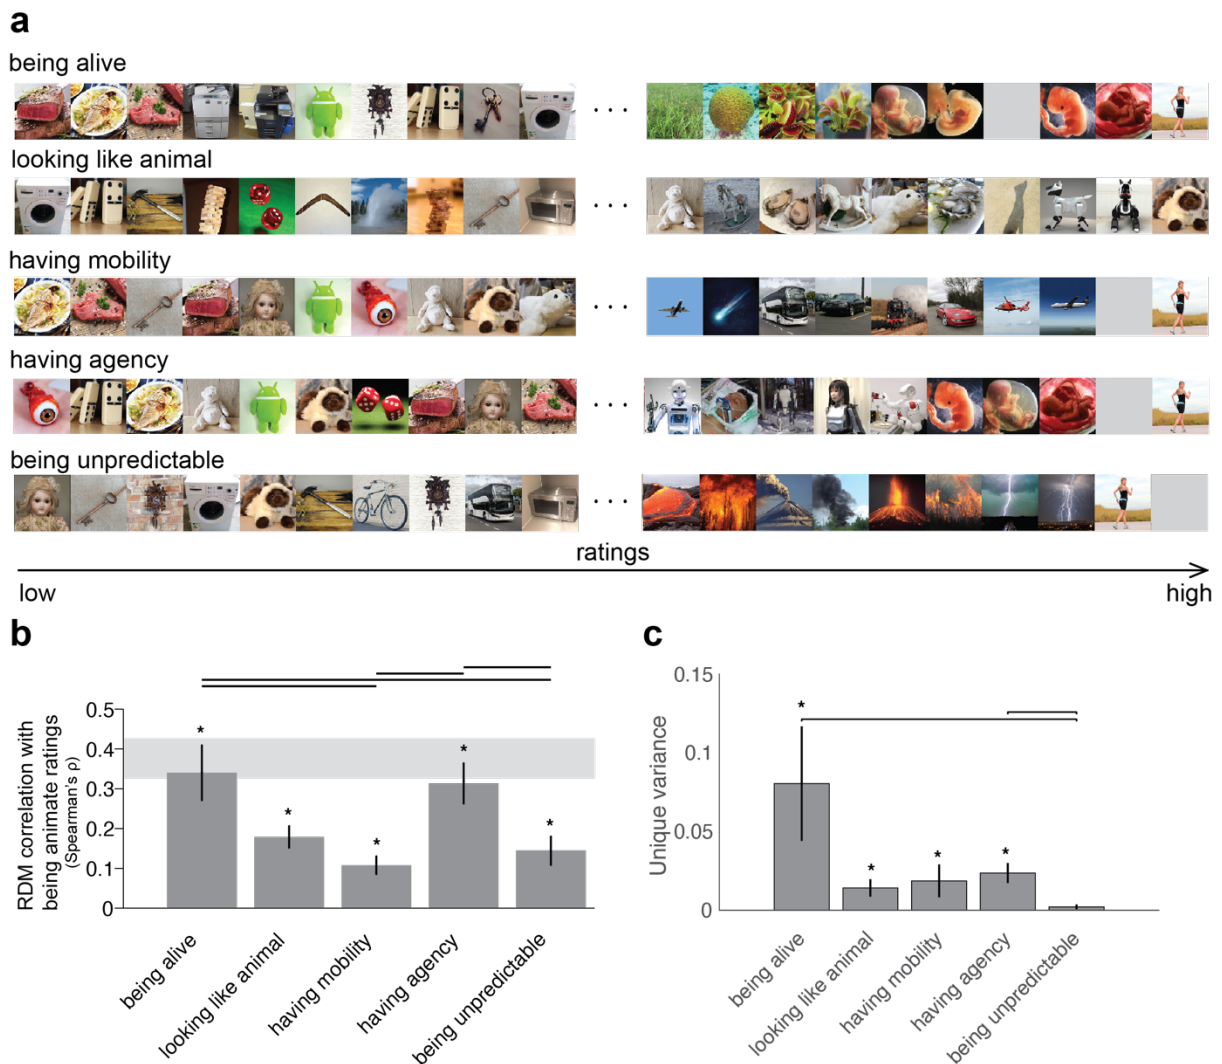 a
being alive
looking like animal
having mobility
having agency
being unpredictable
ratings
low
high
b
RDM correlation with
being animate ratings
(Spearman's ρ)
0.5
0.4
0.3
0.2
0.1
0
*
*
*
*
*
being alive
looking like animal
having mobility
having agency
being unpredictable
c
Unique variance
0.15
0.1
0.05
0
*
*
*
*
being alive
looking like animal
having mobility
having agency
being unpredictable